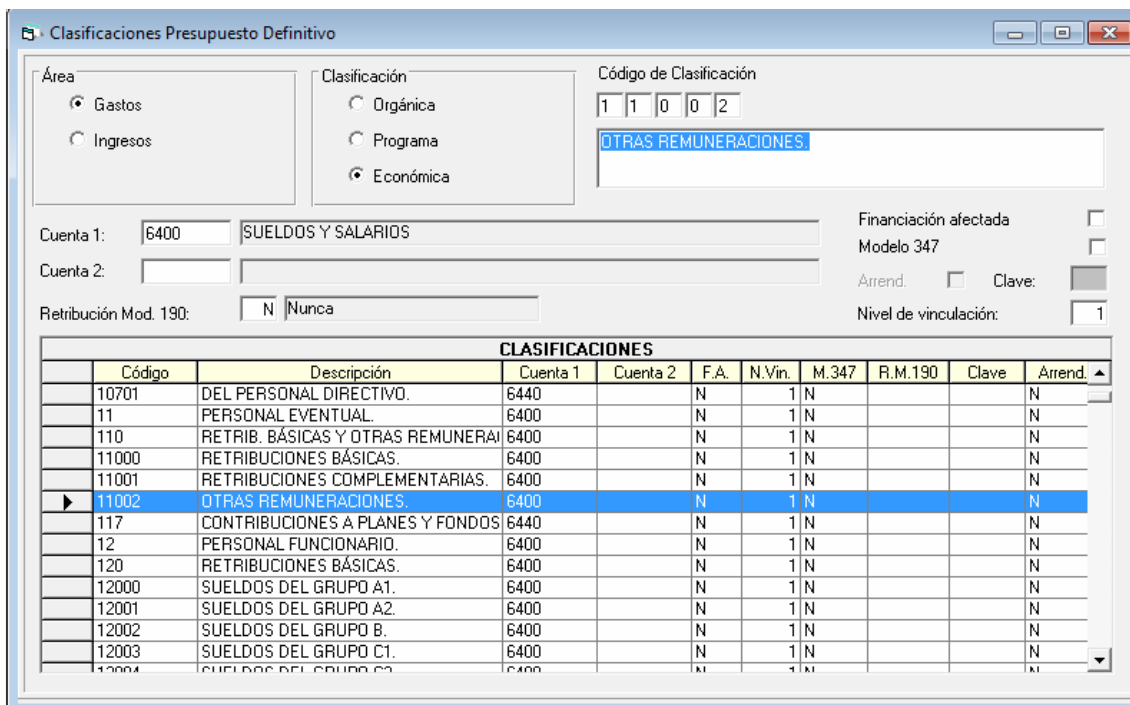 Clasificaciones Presupuesto Definitivo
Área
Gastos
Ingresos
Clasificación
Orgánica
Programa
Económica
Código de Clasificación
1 1 0 0 2
OTRAS REMUNERACIONES.
Cuenta 1: 6400 SUELDOS Y SALARIOS
Cuenta 2:
Retribución Mod. 190: N Nunca
Financiación afectada
Modelo 347
Arrend. Clave:
Nivel de vinculación: 1
CLASIFICACIONES
Código Descripción Cuenta 1 Cuenta 2 F.A. N.Vin. M.347 R.M.190 Clave Arrend.
10701 DEL PERSONAL DIRECTIVO. 6440 N 1 N N
11 PERSONAL EVENTUAL. 6400 N 1 N N
110 RETRIB. BÁSICAS Y OTRAS REMUNERA 6400 N 1 N N
11000 RETRIBUCIONES BÁSICAS. 6400 N 1 N N
11001 RETRIBUCIONES COMPLEMENTARIAS. 6400 N 1 N N
11002 OTRAS REMUNERACIONES. 6400 N 1 N N
117 CONTRIBUCIONES A PLANES Y FONDOS 6440 N 1 N N
12 PERSONAL FUNCIONARIO. 6400 N 1 N N
120 RETRIBUCIONES BÁSICAS. 6400 N 1 N N
12000 SUELDOS DEL GRUPO A1. 6400 N 1 N N
12001 SUELDOS DEL GRUPO A2. 6400 N 1 N N
12002 SUELDOS DEL GRUPO B. 6400 N 1 N N
12003 SUELDOS DEL GRUPO C1. 6400 N 1 N N